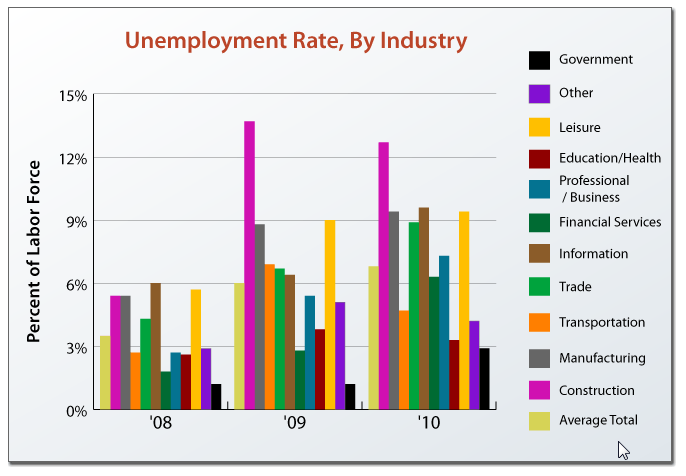 Unemployment Rate, By Industry
Percent of Labor Force
15%
12%
9%
6%
3%
0%
'08
'09
'10
Government
Other
Leisure
Education/Health
Professional
/ Business
Financial Services
Information
Trade
Transportation
Manufacturing
Construction
Average Total